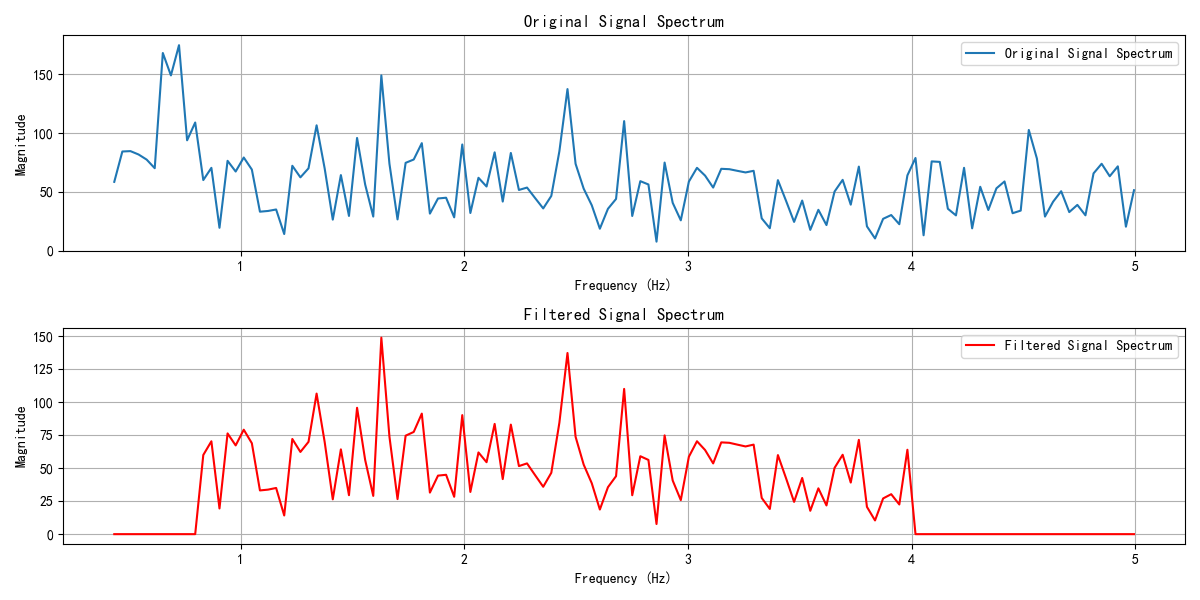 Original Signal Spectrum
Original Signal Spectrum
150
100
50
0
Magnitude
1 2 3 4 5
Frequency (Hz)
Filtered Signal Spectrum
Filtered Signal Spectrum
150
125
100
75
50
25
0
Magnitude
1 2 3 4 5
Frequency (Hz)